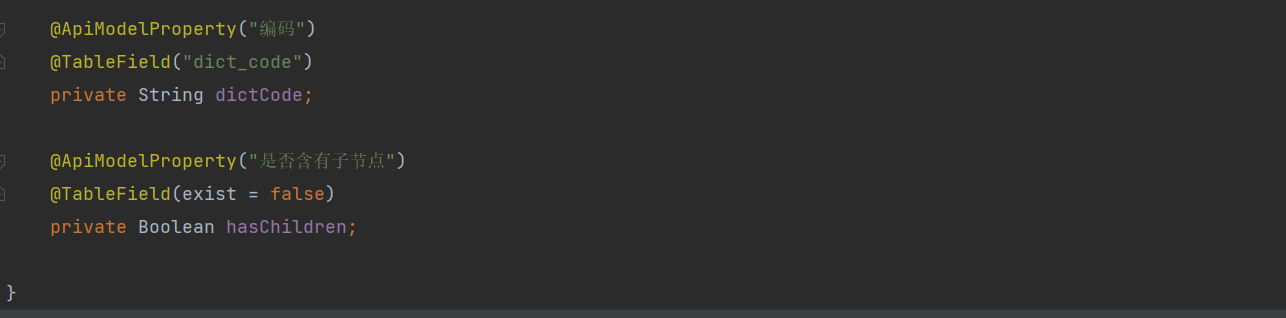 @ApiModelProperty("编码")
@TableField("dict_code")
private String dictCode;
@ApiModelProperty("是否含有子节点")
@TableField(exist = false)
private Boolean hasChildren;
}